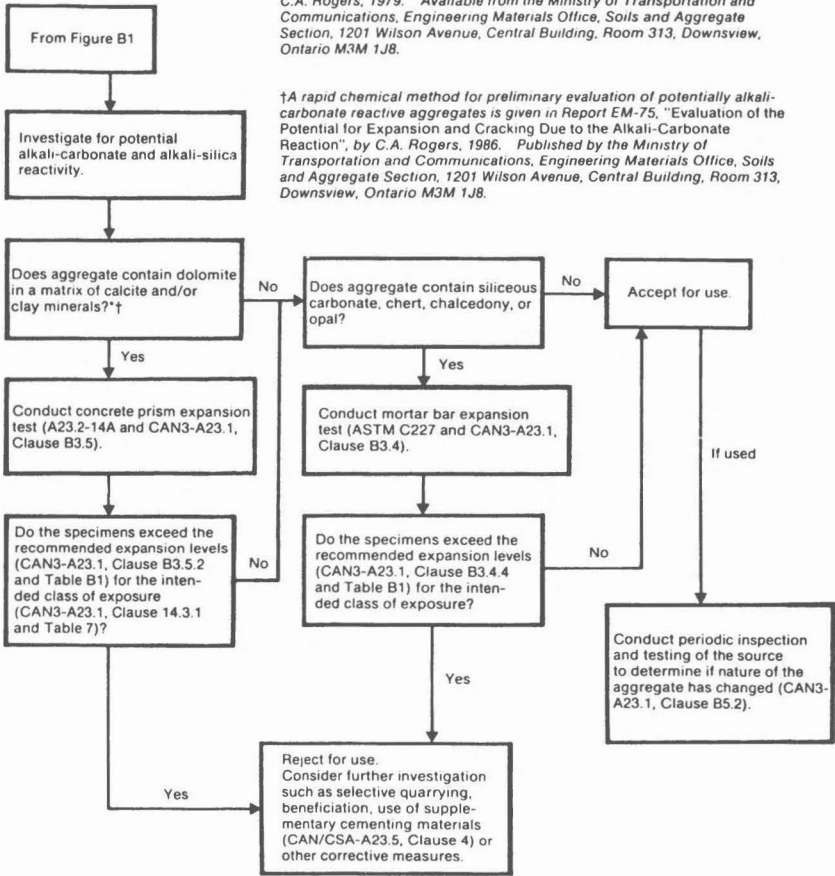 C.A. Rogers, 1979. Available from the Ministry of Transportation and
Communications, Engineering Materials Office, Soils and Aggregate
Section, 1201 Wilson Avenue, Central Building, Room 313, Downsview,
Ontario M3M 1J8.
From Figure B1
†A rapid chemical method for preliminary evaluation of potentially alkali-
carbonate reactive aggregates is given in Report EM-75, "Evaluation of the
Potential for Expansion and Cracking Due to the Alkali-Carbonate
Reaction", by C.A. Rogers, 1986. Published by the Ministry of
Transportation and Communications, Engineering Materials Office, Soils
and Aggregate Section, 1201 Wilson Avenue, Central Building, Room 313,
Downsview, Ontario M3M 1J8.
Investigate for potential
alkali-carbonate and alkali-silica
reactivity.
Does aggregate contain dolomite
in a matrix of calcite and/or
clay minerals?*†
No
Does aggregate contain siliceous
carbonate, chert, chalcedony, or
opal?
No
Accept for use.
Yes
Yes
Conduct concrete prism expansion
test (A23.2-14A and CAN3-A23.1,
Clause B3.5).
Conduct mortar bar expansion
test (ASTM C227 and CAN3-A23.1,
Clause B3.4).
If used
Do the specimens exceed the
recommended expansion levels
(CAN3-A23.1, Clause B3.5.2
and Table B1) for the inten-
ded class of exposure
(CAN3-A23.1, Clause 14.3.1
and Table 7)?
No
Do the specimens exceed the
recommended expansion levels
(CAN3-A23.1, Clause B3.4.4
and Table B1) for the inten-
ded class of exposure?
No
Conduct periodic inspection
and testing of the source
to determine if nature of the
aggregate has changed (CAN3-
A23.1, Clause B5.2).
Yes
Yes
Reject for use.
Consider further investigation
such as selective quarrying,
beneficiation, use of supple-
mentary cementing materials
(CAN/CSA-A23.5, Clause 4) or
other corrective measures.